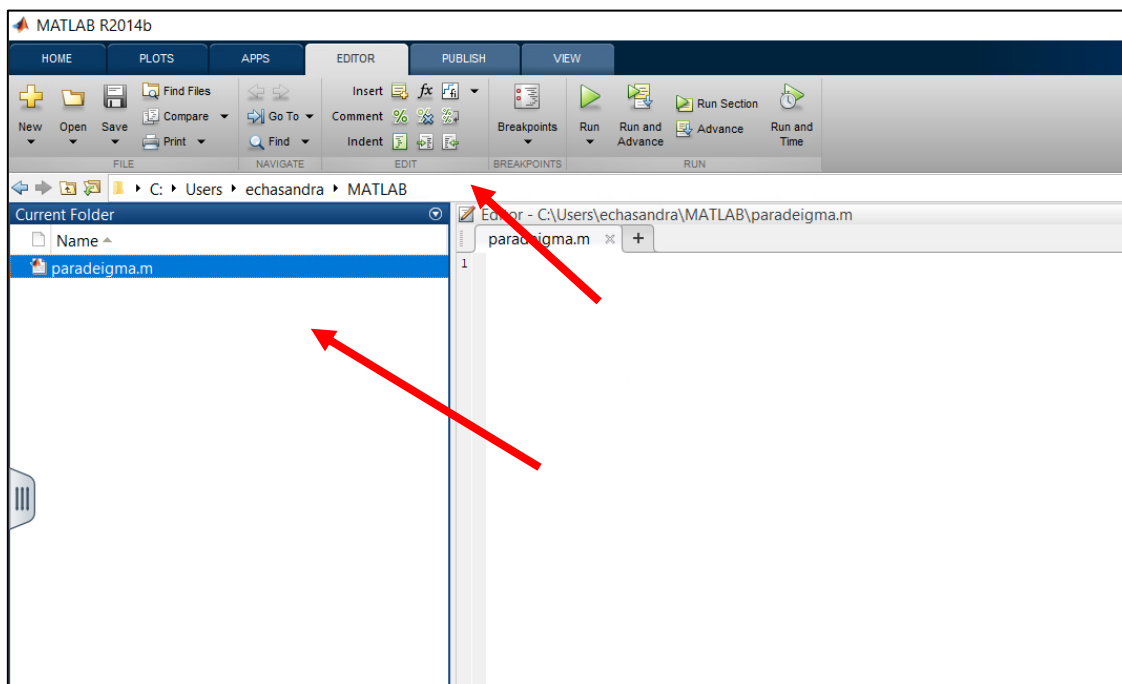 MATLAB R2014b
HOME PLOTS APPS EDITOR PUBLISH VIEW
New Open Save Find Files Compare Print
Go To Find
Insert fx
Comment %
Indent
Breakpoints Run Run and Advance Run Section Advance Run and Time
FILE NAVIGATE EDIT BREAKPOINTS RUN
C: Users echasandra MATLAB
Current Folder
Editor - C:\Users\echasandra\MATLAB\paradeigma.m
Name
paradeigma.m
paradeigma.m +
1